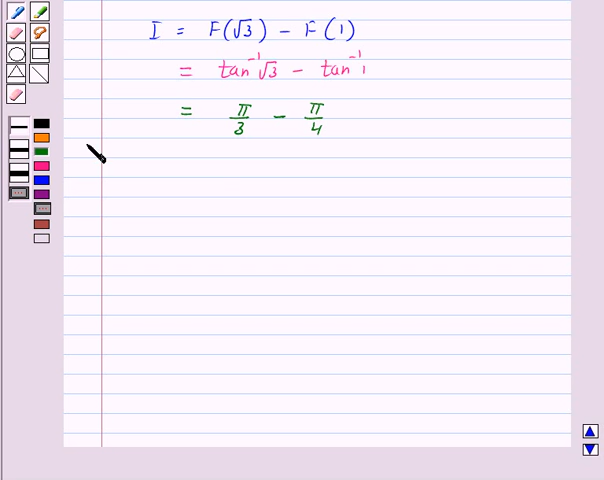 I = F(√3) - F(1)
= tan⁻¹√3 - tan⁻¹1
= π/3 - π/4